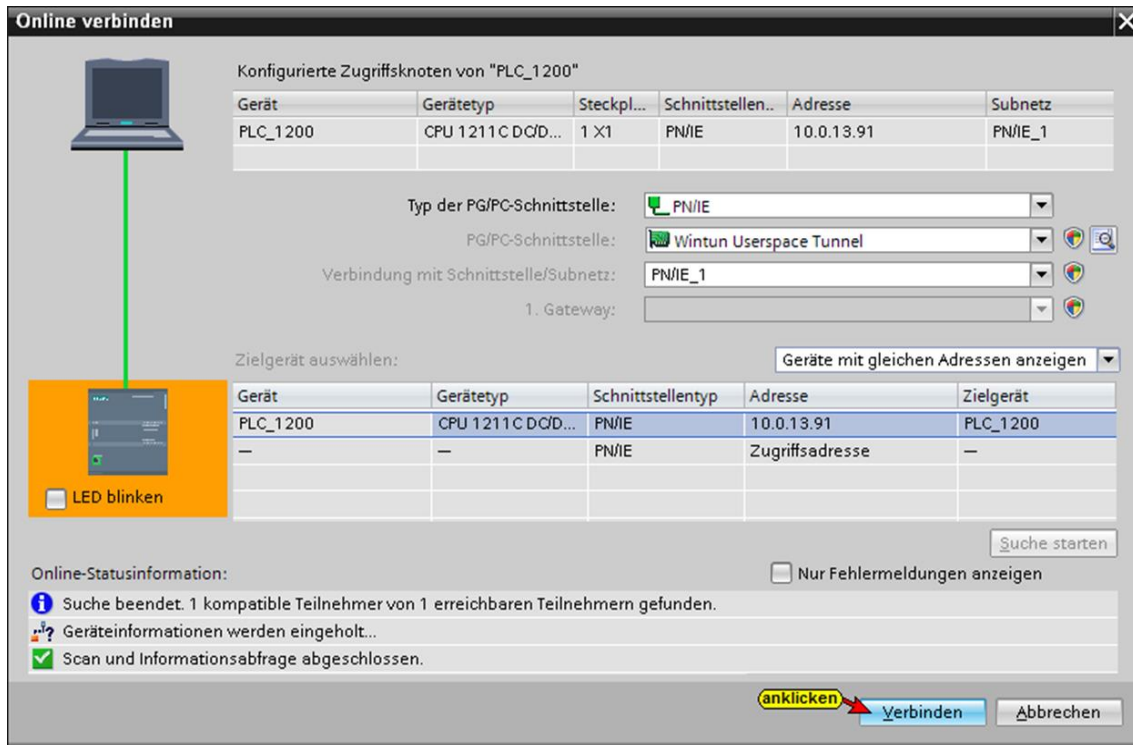 Online verbinden
Konfigurierte Zugriffsknoten von "PLC_1200"
Gerät Gerätetyp Steckpl... Schnittstellen.. Adresse Subnetz
PLC_1200 CPU 1211C DC/D... 1 X1 PN/IE 10.0.13.91 PN/IE_1
Typ der PG/PC-Schnittstelle: PN/IE
PG/PC-Schnittstelle: Wintun Userspace Tunnel
Verbindung mit Schnittstelle/Subnetz: PN/IE_1
1. Gateway:
Zielgerät auswählen: Geräte mit gleichen Adressen anzeigen
Gerät Gerätetyp Schnittstellentyp Adresse Zielgerät
PLC_1200 CPU 1211C DC/D... PN/IE 10.0.13.91 PLC_1200
— — PN/IE Zugriffsadresse —
LED blinken
Suche starten
Online-Statusinformation: Nur Fehlermeldungen anzeigen
Suche beendet. 1 kompatible Teilnehmer von 1 erreichbaren Teilnehmern gefunden.
Geräteinformationen werden eingeholt...
Scan und Informationsabfrage abgeschlossen.
anklicken
Verbinden Abbrechen